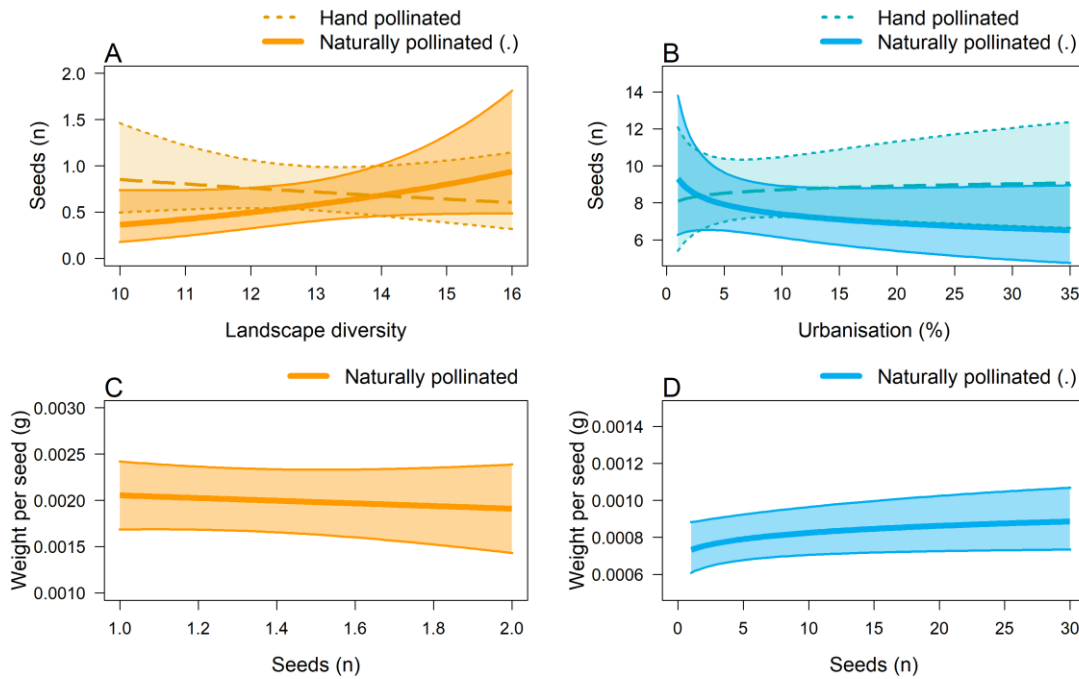 Hand pollinated
Naturally pollinated (.)
A
2.0
1.5
1.0
0.5
0.0
Seeds (n)
10 11 12 13 14 15 16
Landscape diversity
Hand pollinated
Naturally pollinated (.)
B
14
12
10
8
6
Seeds (n)
0 5 10 15 20 25 30 35
Urbanisation (%)
Naturally pollinated
C
0.0030
0.0025
0.0020
0.0015
0.0010
Weight per seed (g)
1.0 1.2 1.4 1.6 1.8 2.0
Seeds (n)
Naturally pollinated (.)
D
0.0014
0.0010
0.0008
0.0006
Weight per seed (g)
0 5 10 15 20 25 30
Seeds (n)